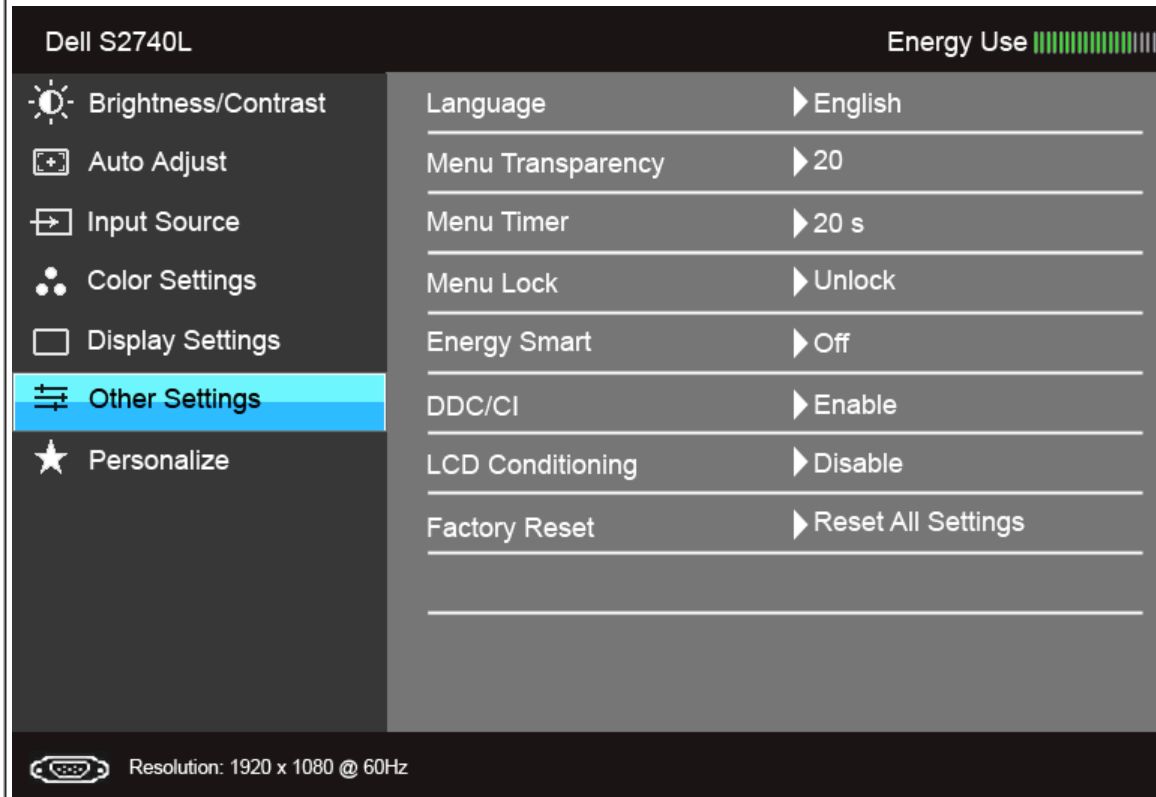 Dell S2740L Energy Use
Brightness/Contrast Language English
Auto Adjust Menu Transparency 20
Input Source Menu Timer 20 s
Color Settings Menu Lock Unlock
Display Settings Energy Smart Off
Other Settings DDC/CI Enable
Personalize LCD Conditioning Disable
Factory Reset Reset All Settings
Resolution: 1920 x 1080 @ 60Hz